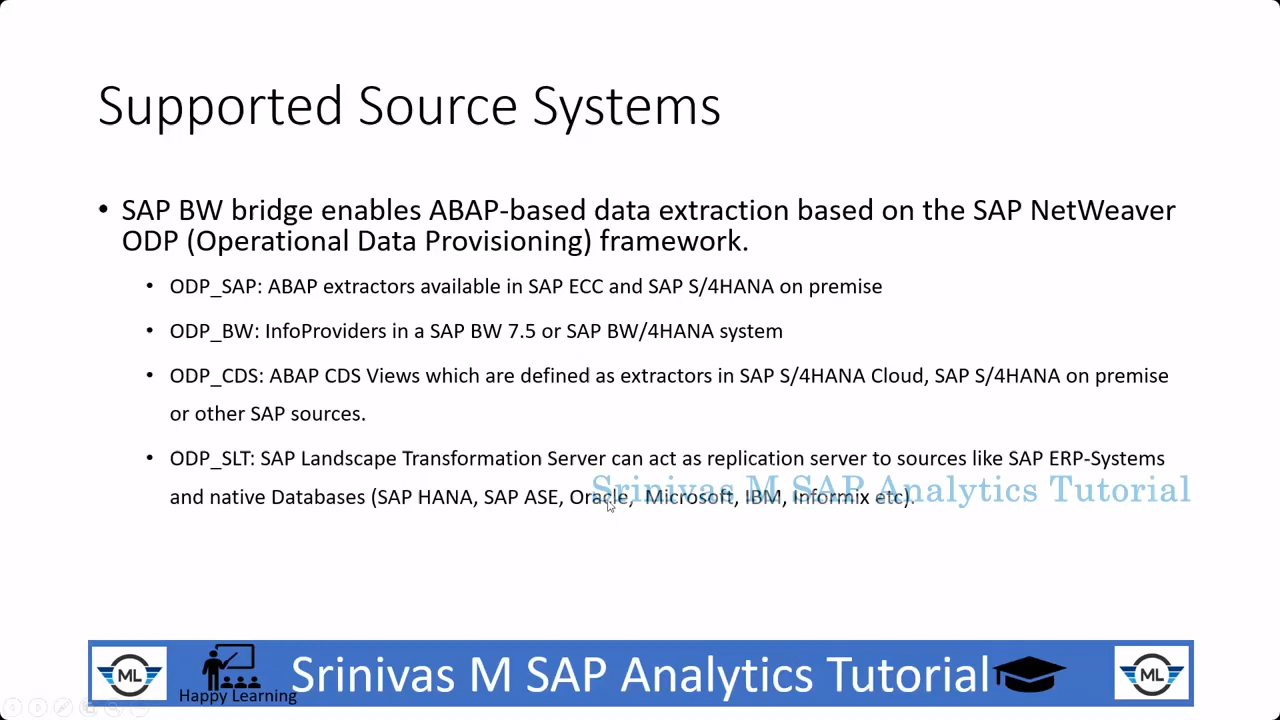 Supported Source Systems
• SAP BW bridge enables ABAP-based data extraction based on the SAP NetWeaver
ODP (Operational Data Provisioning) framework.
• ODP_SAP: ABAP extractors available in SAP ECC and SAP S/4HANA on premise
• ODP_BW: InfoProviders in a SAP BW 7.5 or SAP BW/4HANA system
• ODP_CDS: ABAP CDS Views which are defined as extractors in SAP S/4HANA Cloud, SAP S/4HANA on premise
or other SAP sources.
• ODP_SLT: SAP Landscape Transformation Server can act as replication server to sources like SAP ERP-Systems
and native Databases (SAP HANA, SAP ASE, Oracle, Microsoft, IBM, Informix etc).
Srinivas M SAP Analytics Tutorial
ML
Happy Learning
Srinivas M SAP Analytics Tutorial
ML